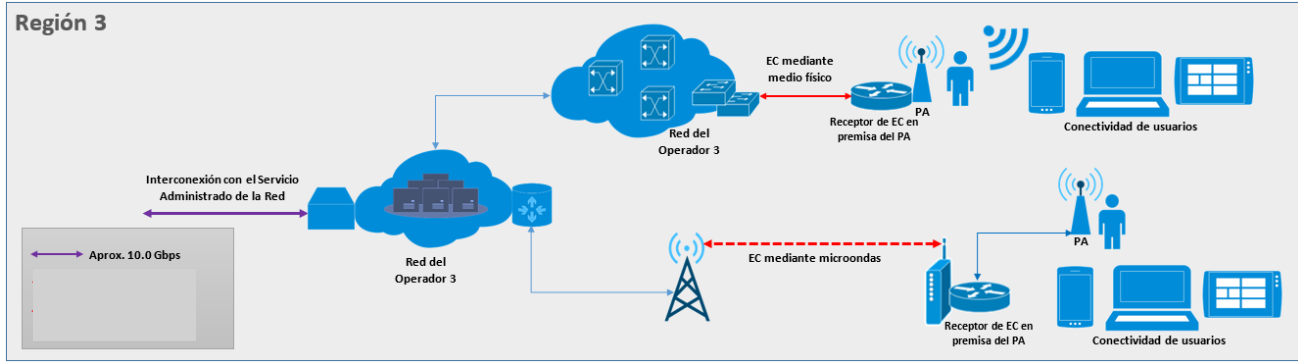 Región 3
EC mediante
medio físico
PA
Receptor de EC en
premisa del PA
Conectividad de usuarios
Red del
Operador 3
Interconexión con el Servicio
Administrado de la Red
Red del
Operador 3
Aprox. 10.0 Gbps
EC mediante microondas
PA
Receptor de EC en
premisa del PA
Conectividad de usuarios